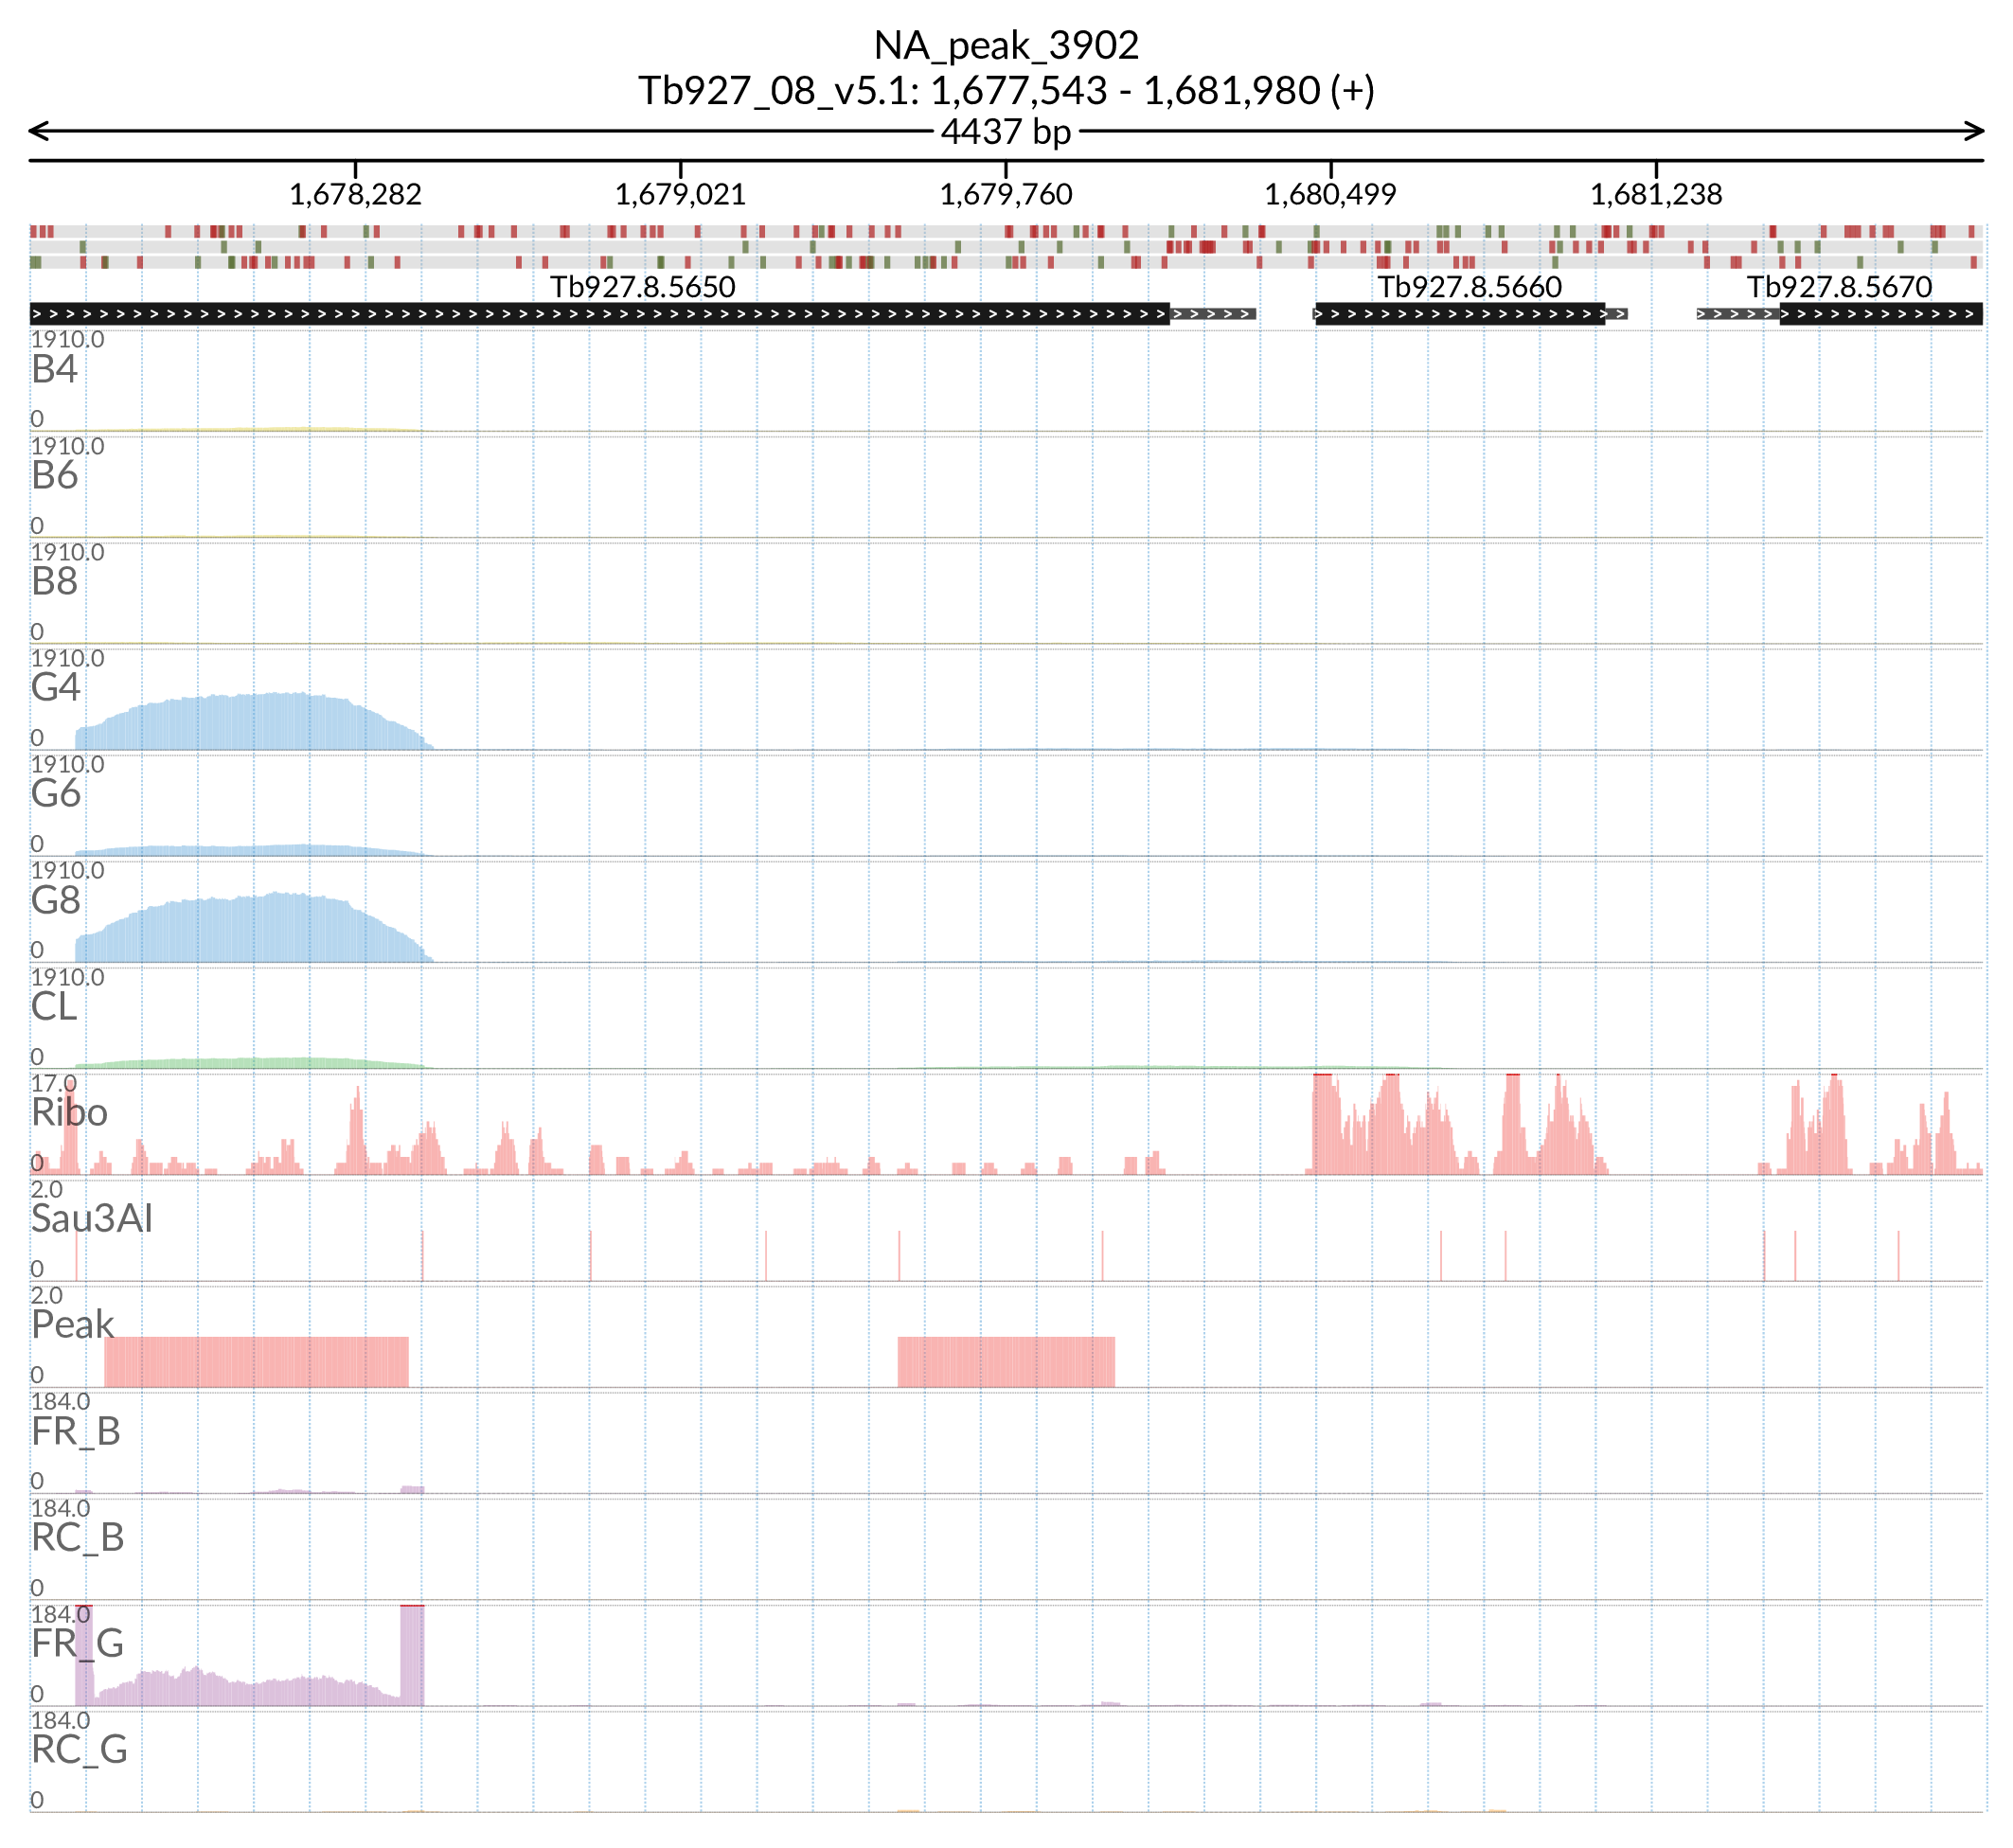 NA_peak_3902
Tb927_08_v5.1: 1,677,543 - 1,681,980 (+)
4437 bp
1,678,282 1,679,021 1,679,760 1,680,499 1,681,238
Tb927.8.5650 Tb927.8.5660 Tb927.8.5670
1910.0
B4
0
1910.0
B6
0
1910.0
B8
0
1910.0
G4
0
1910.0
G6
0
1910.0
G8
0
1910.0
CL
0
17.0
Ribo
0
2.0
Sau3AI
0
2.0
Peak
0
184.0
FR_B
0
184.0
RC_B
0
184.0
FR_G
0
184.0
RC_G
0